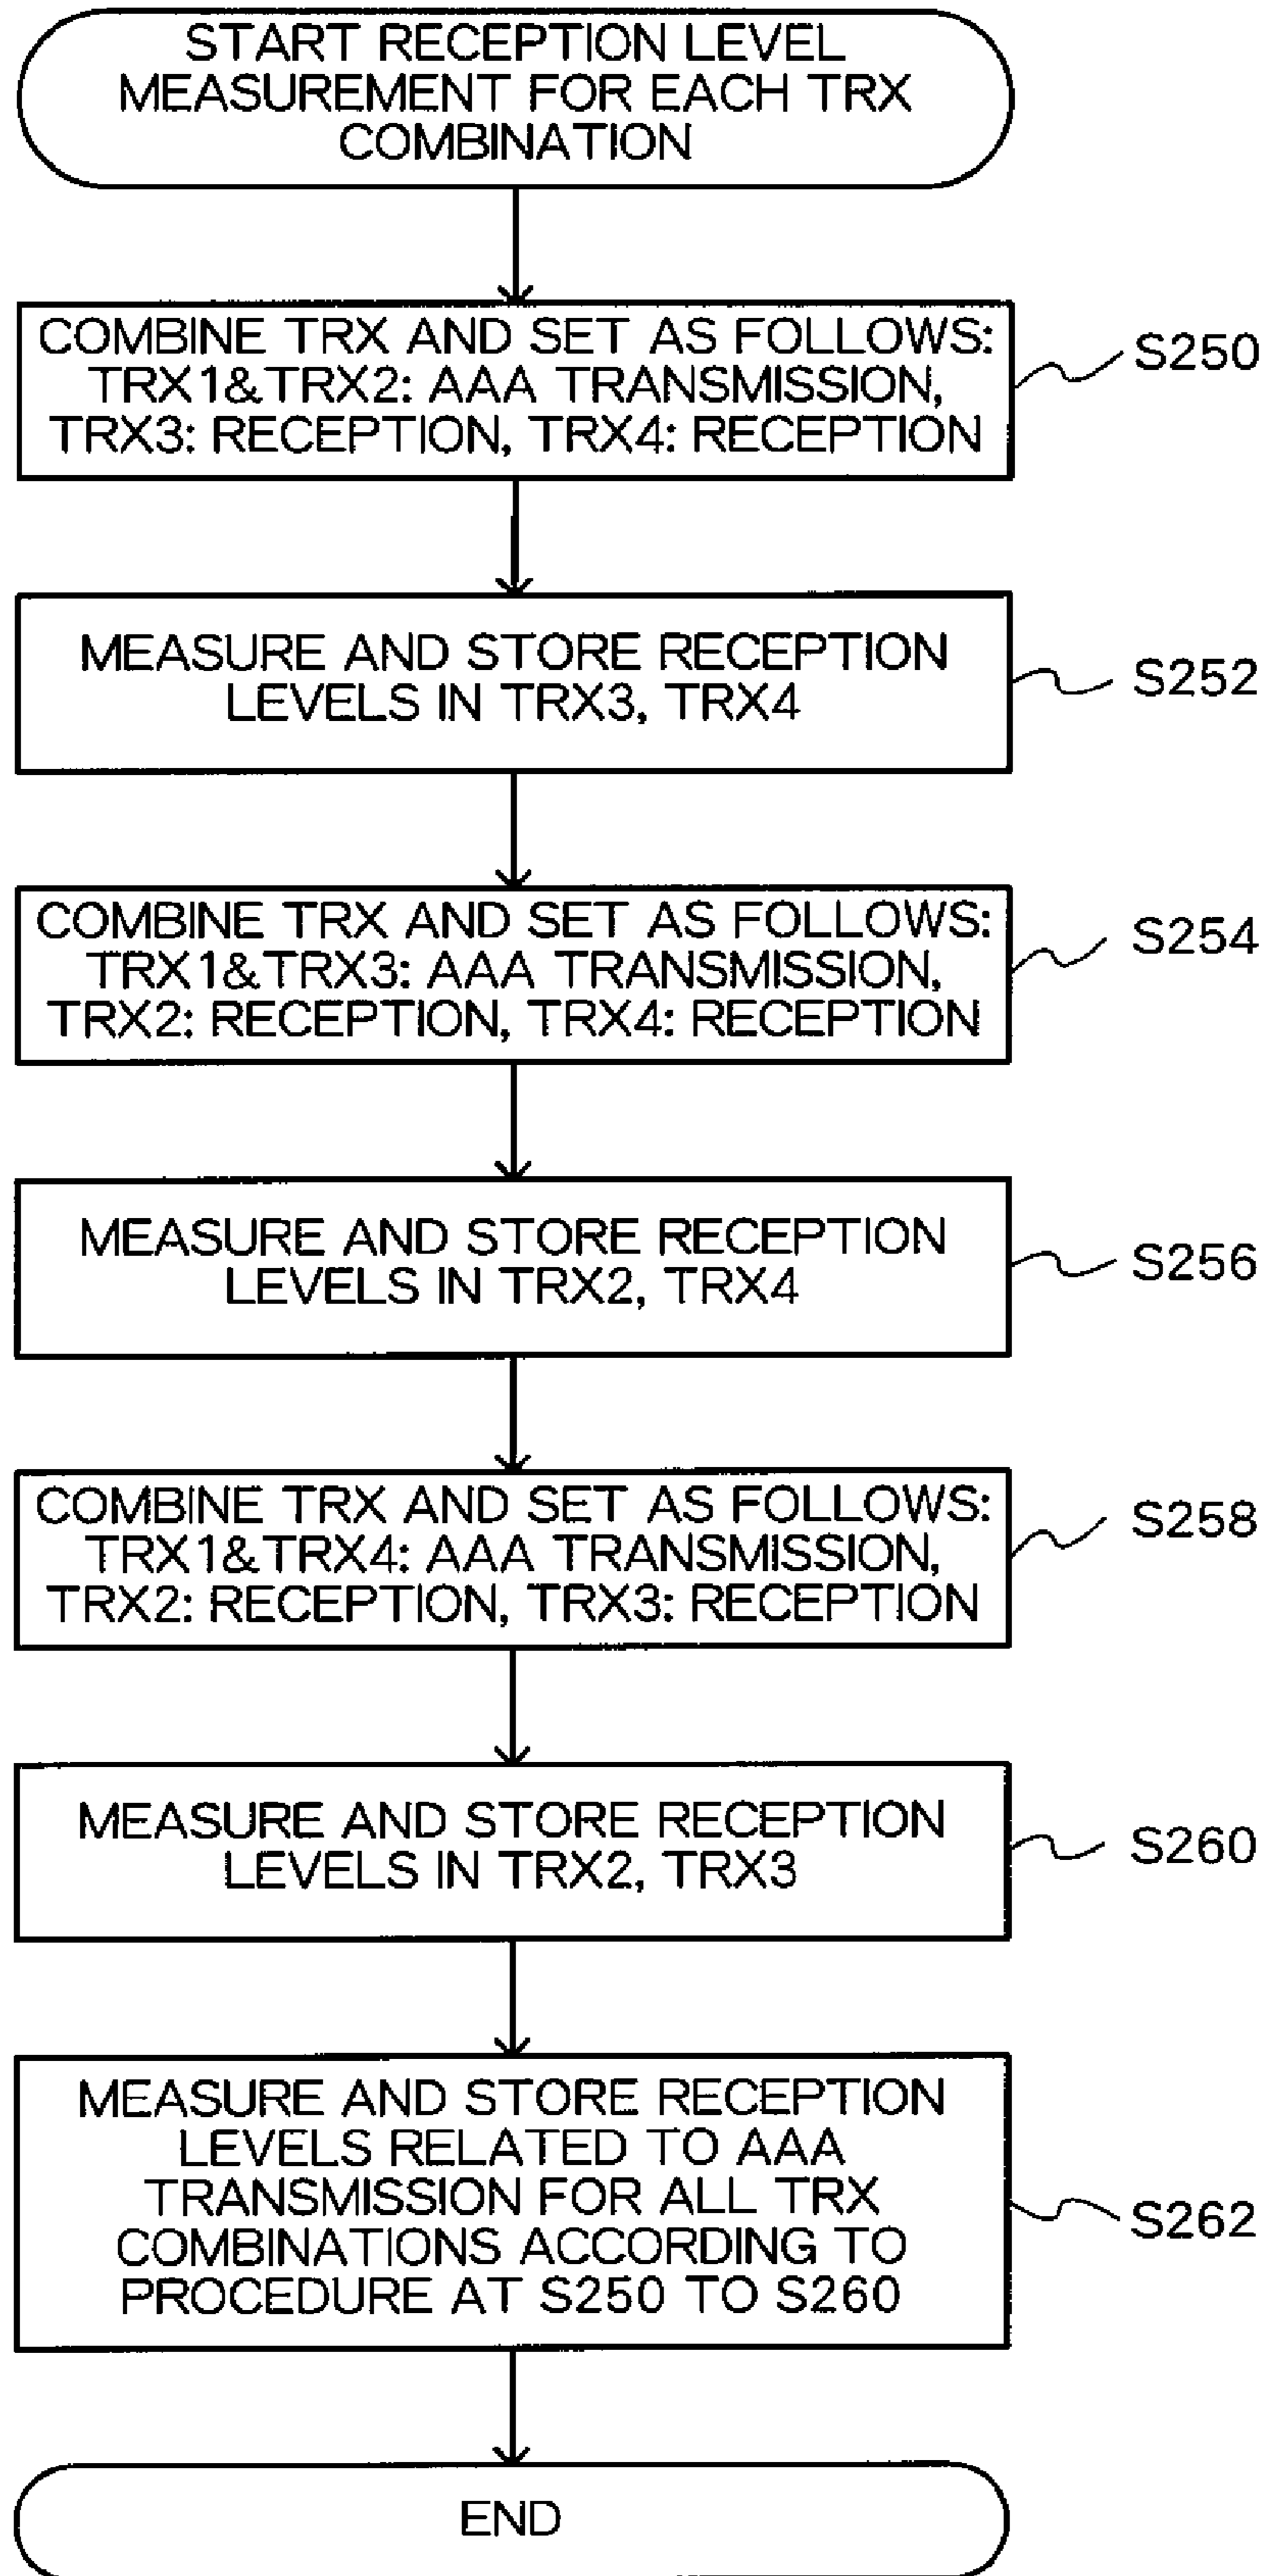 START RECEPTION LEVEL
MEASUREMENT FOR EACH TRX
COMBINATION
COMBINE TRX AND SET AS FOLLOWS:
TRX1&TRX2: AAA TRANSMISSION,
TRX3: RECEPTION, TRX4: RECEPTION
S250
MEASURE AND STORE RECEPTION
LEVELS IN TRX3, TRX4
S252
COMBINE TRX AND SET AS FOLLOWS:
TRX1&TRX3: AAA TRANSMISSION,
TRX2: RECEPTION, TRX4: RECEPTION
S254
MEASURE AND STORE RECEPTION
LEVELS IN TRX2, TRX4
S256
COMBINE TRX AND SET AS FOLLOWS:
TRX1&TRX4: AAA TRANSMISSION,
TRX2: RECEPTION, TRX3: RECEPTION
S258
MEASURE AND STORE RECEPTION
LEVELS IN TRX2, TRX3
S260
MEASURE AND STORE RECEPTION
LEVELS RELATED TO AAA
TRANSMISSION FOR ALL TRX
COMBINATIONS ACCORDING TO
PROCEDURE AT S250 TO S260
S262
END